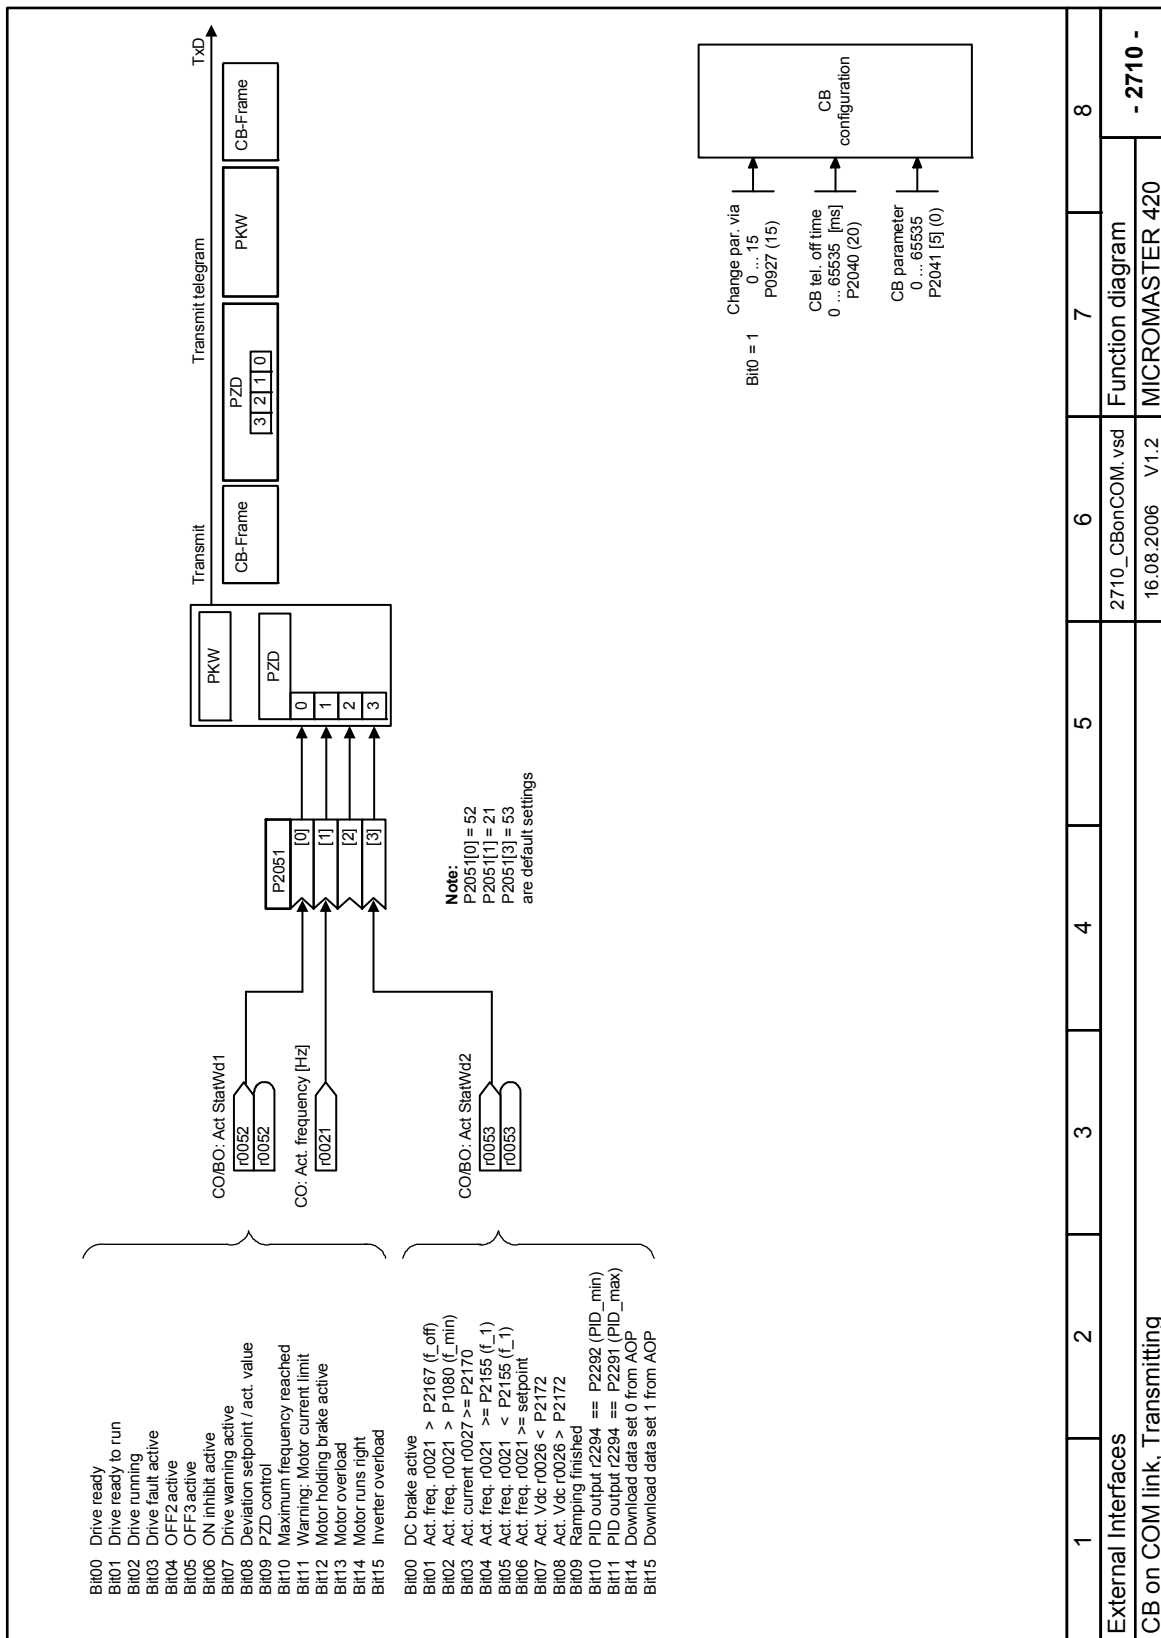 Bit00 Drive ready
Bit01 Drive ready to run
Bit02 Drive running
Bit03 Drive fault active
Bit04 OFF2 active
Bit05 OFF3 active
Bit06 ON inhibit active
Bit07 Drive warning active
Bit08 Deviation setpoint / act. value
Bit09 PZD control
Bit10 Maximum frequency reached
Bit11 Warning: Motor current limit
Bit12 Motor holding brake active
Bit13 Motor overload
Bit14 Motor runs right
Bit15 Inverter overload
Bit00 DC brake active
Bit01 Act. freq. r0021 > P2167 (f_off)
Bit02 Act. freq. r0021 > P1080 (f_min)
Bit03 Act. current r0027 >= P2170
Bit04 Act. freq. r0021 >= P2155 (f_1)
Bit05 Act. freq. r0021 < P2155 (f_1)
Bit06 Act. freq. r0021 >= setpoint
Bit07 Act. Vdc r0026 < P2172
Bit08 Act. Vdc r0026 > P2172
Bit09 Ramping finished
Bit10 PID output r2294 == P2292 (PID_min)
Bit11 PID output r2294 == P2291 (PID_max)
Bit14 Download data set 0 from AOP
Bit15 Download data set 1 from AOP
CO/BO: Act StatWd1
r0052
r0052
CO: Act. frequency [Hz]
r0021
CO/BO: Act StatWd2
r0053
r0053
P2051
[0]
[1]
[2]
[3]
Note:
P2051[0] = 52
P2051[1] = 21
P2051[3] = 53
are default settings
PKW
PZD
0
1
2
3
Transmit
Transmit telegram
TxD
CB-Frame
PZD
3 2 1 0
PKW
CB-Frame
Bit0 = 1
Change par. via
0 ... 15
P0927 (15)
CB tel. off time
0 ... 65535 [ms]
P2040 (20)
CB parameter
0 ... 65535
P2041 [5] (0)
CB
configuration
1 2 3 4 5 6 7 8
External Interfaces
2710_CBonCOM.vsd
Function diagram
- 2710 -
CB on COM link, Transmitting
16.08.2006 V1.2
MICROMASTER 420